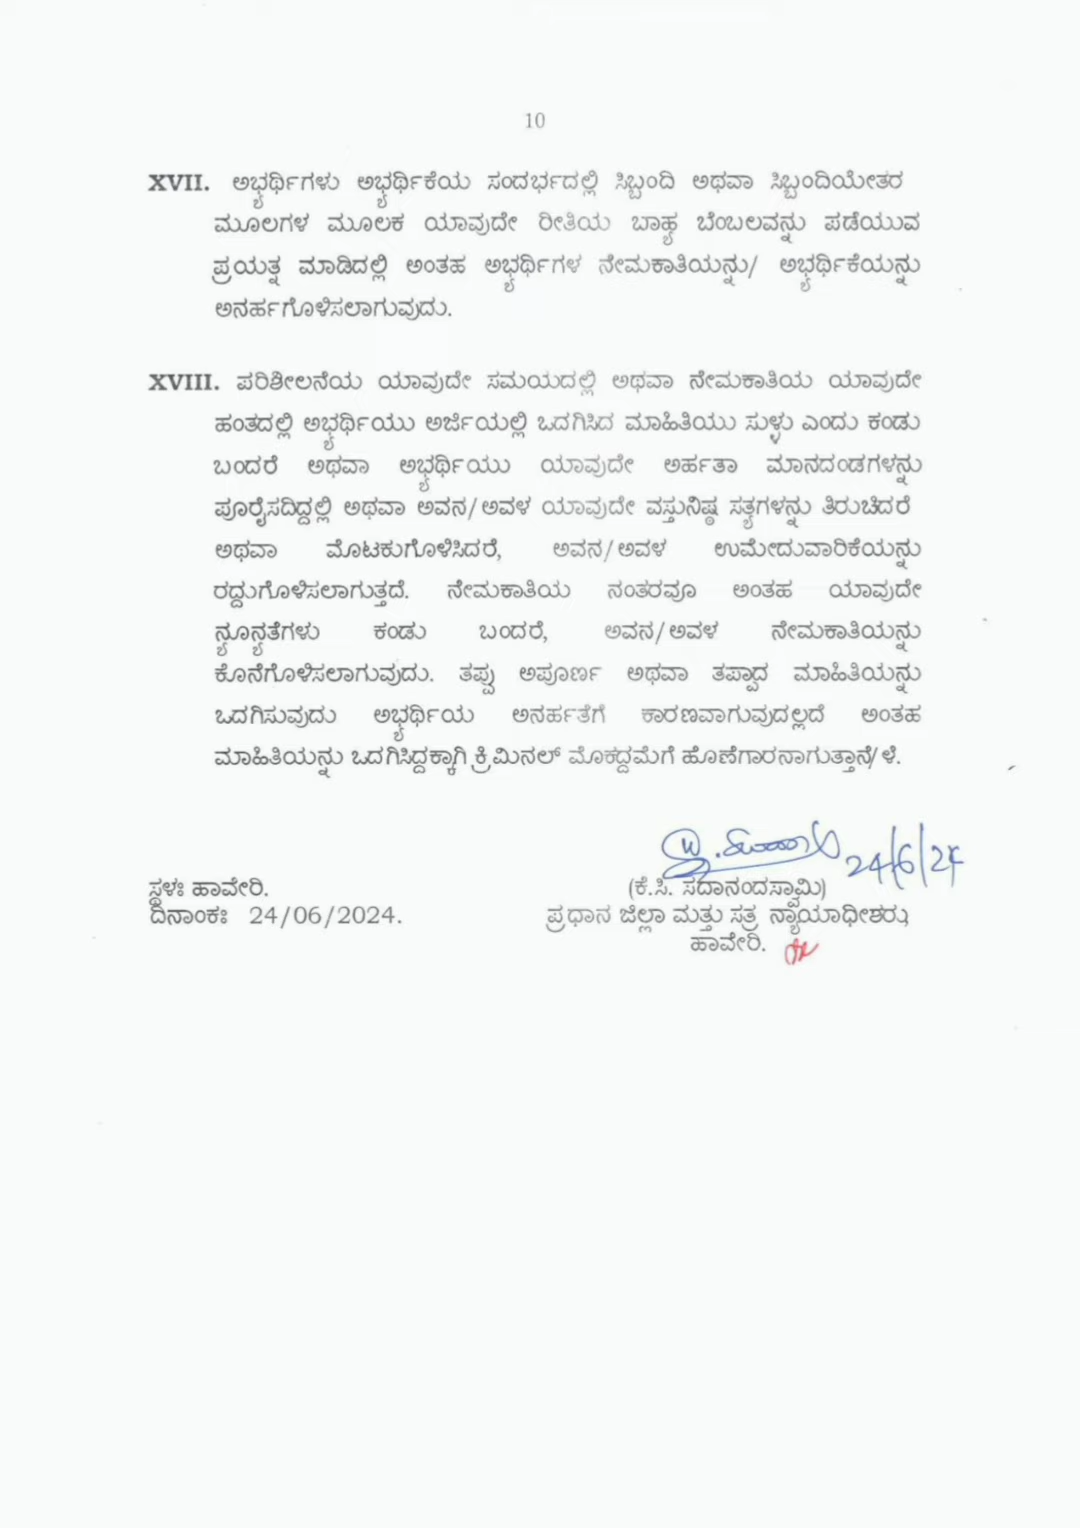 10
XVII. ಅಭ್ಯರ್ಥಿಗಳು ಅಭ್ಯರ್ಥಿಕೆಯ ಸಂದರ್ಭದಲ್ಲಿ ಸಿಬ್ಬಂದಿ ಅಥವಾ ಸಿಬ್ಬಂದಿಯೇತರ
ಮೂಲಗಳ ಮೂಲಕ ಯಾವುದೇ ರೀತಿಯ ಬಾಹ್ಯ ಬೆಂಬಲವನ್ನು ಪಡೆಯುವ
ಪ್ರಯತ್ನ ಮಾಡಿದಲ್ಲಿ ಅಂತಹ ಅಭ್ಯರ್ಥಿಗಳ ನೇಮಕಾತಿಯನ್ನು/ ಅಭ್ಯರ್ಥಿಕೆಯನ್ನು
ಅನರ್ಹಗೊಳಿಸಲಾಗುವುದು.
XVIII. ಪರಿಶೀಲನೆಯ ಯಾವುದೇ ಸಮಯದಲ್ಲಿ ಅಥವಾ ನೇಮಕಾತಿಯ ಯಾವುದೇ
ಹಂತದಲ್ಲಿ ಅಭ್ಯರ್ಥಿಯು ಅರ್ಜಿಯಲ್ಲಿ ಒದಗಿಸಿದ ಮಾಹಿತಿಯು ಸುಳ್ಳು ಎಂದು ಕಂಡು
ಬಂದರೆ ಅಥವಾ ಅಭ್ಯರ್ಥಿಯು ಯಾವುದೇ ಅರ್ಹತಾ ಮಾನದಂಡಗಳನ್ನು
ಪೂರೈಸದಿದ್ದಲ್ಲಿ ಅಥವಾ ಅವನ/ಅವಳ ಯಾವುದೇ ವಸ್ತುನಿಷ್ಠ ಸತ್ಯಗಳನ್ನು ತಿರುಚಿದರೆ
ಅಥವಾ ಮೊಟಕುಗೊಳಿಸಿದರೆ, ಅವನ/ಅವಳ ಉಮೇದುವಾರಿಕೆಯನ್ನು
ರದ್ದುಗೊಳಿಸಲಾಗುತ್ತದೆ. ನೇಮಕಾತಿಯ ನಂತರವೂ ಅಂತಹ ಯಾವುದೇ
ನ್ಯೂನ್ಯತೆಗಳು ಕಂಡು ಬಂದರೆ, ಅವನ/ಅವಳ ನೇಮಕಾತಿಯನ್ನು
ಕೊನೆಗೊಳಿಸಲಾಗುವುದು. ತಪ್ಪು ಅಪೂರ್ಣ ಅಥವಾ ತಪ್ಪಾದ ಮಾಹಿತಿಯನ್ನು
ಒದಗಿಸುವುದು ಅಭ್ಯರ್ಥಿಯ ಅನರ್ಹತೆಗೆ ಕಾರಣವಾಗುವುದಲ್ಲದೆ ಅಂತಹ
ಮಾಹಿತಿಯನ್ನು ಒದಗಿಸಿದ್ದಕ್ಕಾಗಿ ಕ್ರಿಮಿನಲ್ ಮೊಕದ್ದಮೆಗೆ ಹೊಣೆಗಾರನಾಗುತ್ತಾನೆ/ಳೆ.
24/6/24
ಸ್ಥಳಃ ಹಾವೇರಿ.
ದಿನಾಂಕಃ 24/06/2024.
(ಕೆ.ಸಿ. ಸದಾನಂದಸ್ವಾಮಿ)
ಪ್ರಧಾನ ಜಿಲ್ಲಾ ಮತ್ತು ಸತ್ರ ನ್ಯಾಯಾಧೀಶರು,
ಹಾವೇರಿ.